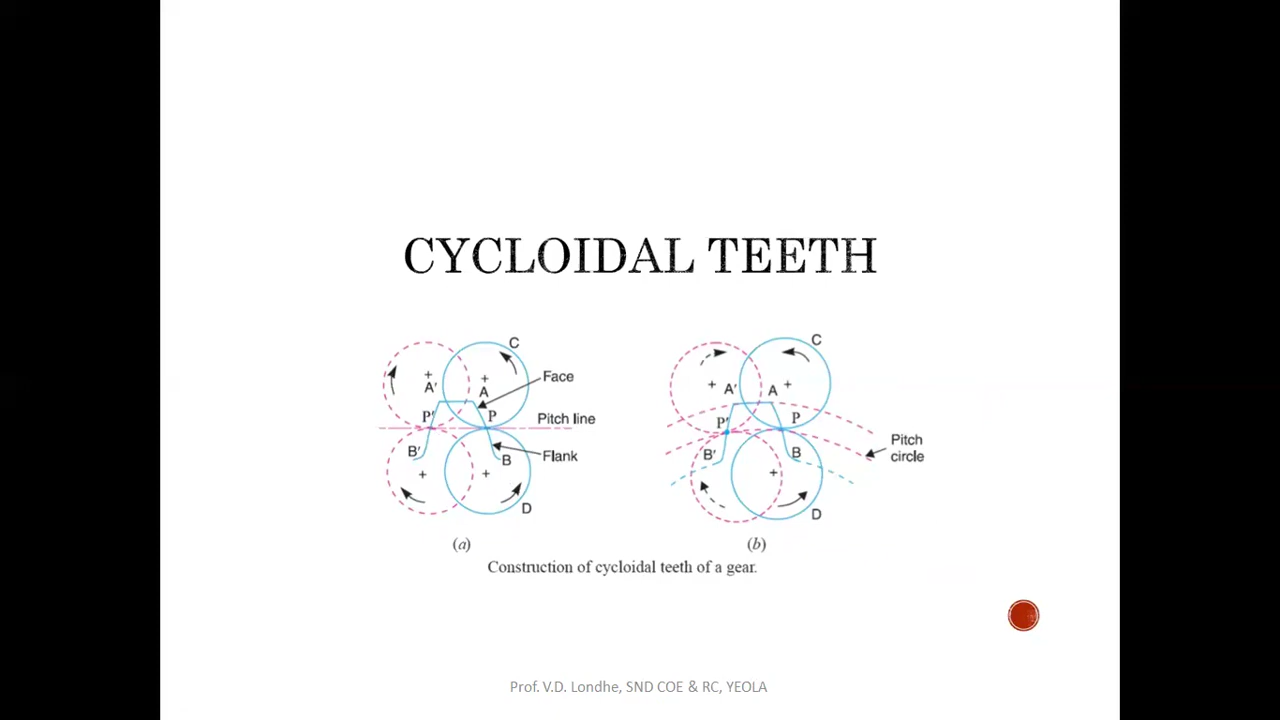 CYCLOIDAL TEETH
C
A'
A
Face
P'
P
Pitch line
B'
B
Flank
D
(a)
C
A'
A
P'
P
Pitch
circle
B'
B
D
(b)
Construction of cycloidal teeth of a gear.
Prof. V.D. Londhe, SND COE & RC, YEOLA